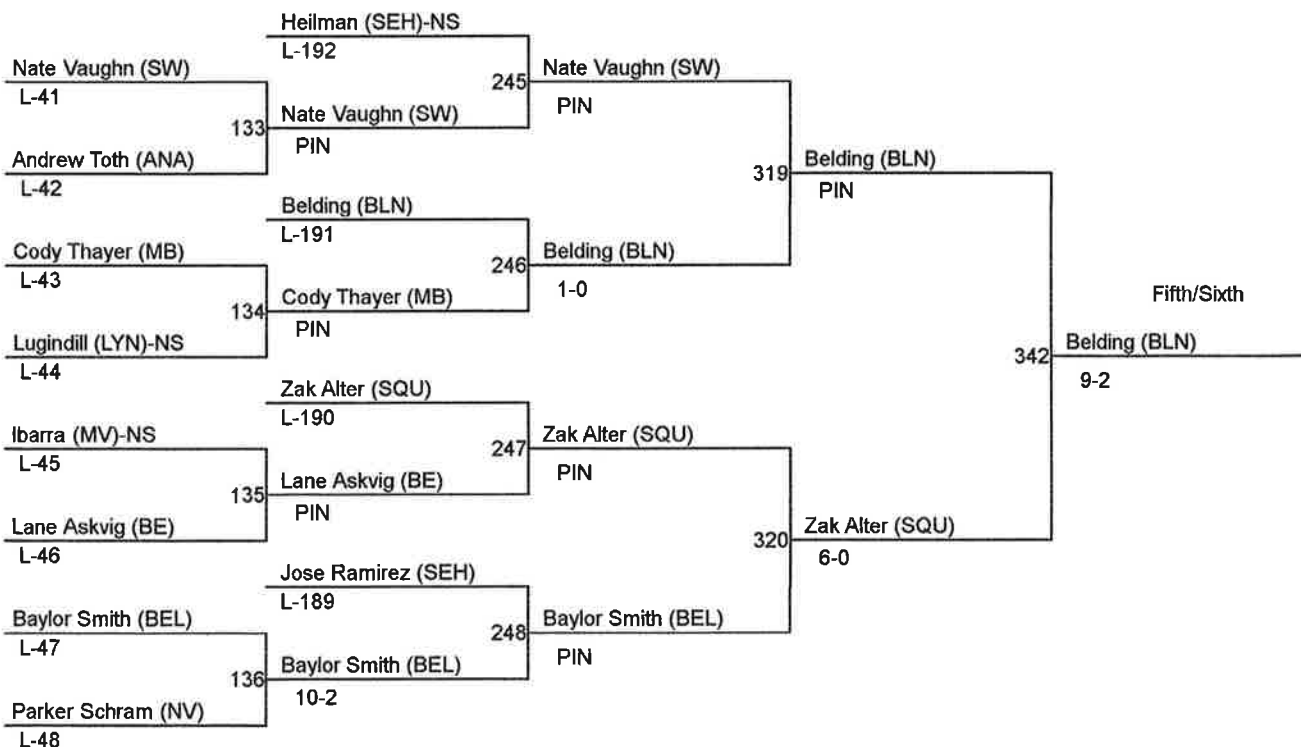 Heilman (SEH)-NS
L-192
Nate Vaughn (SW)
L-41
245
Nate Vaughn (SW)
PIN
133
Nate Vaughn (SW)
PIN
Andrew Toth (ANA)
L-42
319
Belding (BLN)
PIN
Belding (BLN)
L-191
Cody Thayer (MB)
L-43
246
Belding (BLN)
1-0
134
Cody Thayer (MB)
PIN
Fifth/Sixth
Lugindill (LYN)-NS
L-44
342
Belding (BLN)
9-2
Zak Alter (SQU)
L-190
Ibarra (MV)-NS
L-45
247
Zak Alter (SQU)
PIN
135
Lane Askvig (BE)
PIN
Lane Askvig (BE)
L-46
320
Zak Alter (SQU)
6-0
Jose Ramirez (SEH)
L-189
Baylor Smith (BEL)
L-47
248
Baylor Smith (BEL)
PIN
136
Baylor Smith (BEL)
10-2
Parker Schram (NV)
L-48